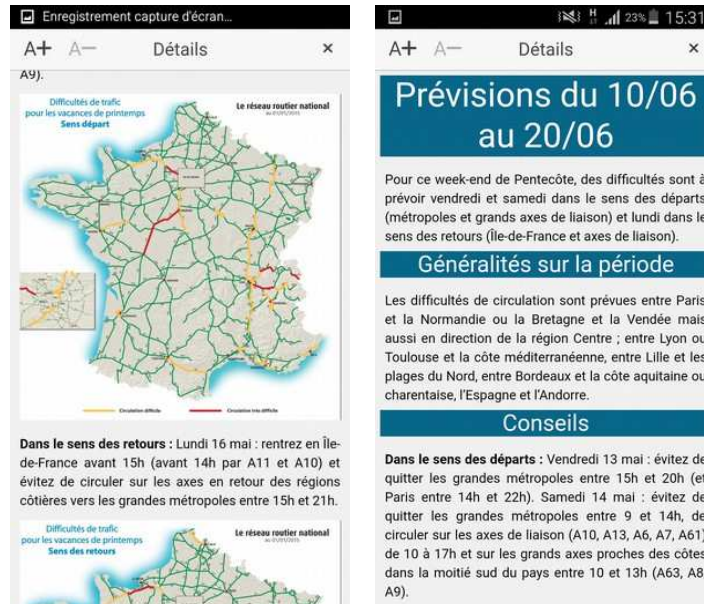 Enregistrement capture d'écran...
A+ A− Détails ×
A9).
Difficultés de trafic
pour les vacances de printemps
Sens départ
Le réseau routier national
au 01/01/2015
Circulation difficile
Circulation très difficile
Dans le sens des retours : Lundi 16 mai : rentrez en Île-
de-France avant 15h (avant 14h par A11 et A10) et
évitez de circuler sur les axes en retour des régions
côtières vers les grandes métropoles entre 15h et 21h.
Difficultés de trafic
pour les vacances de printemps
Sens des retours
Le réseau routier national
au 01/01/2015
23% 15:31
A+ A− Détails ×
Prévisions du 10/06
au 20/06
Pour ce week-end de Pentecôte, des difficultés sont à
prévoir vendredi et samedi dans le sens des départs
(métropoles et grands axes de liaison) et lundi dans le
sens des retours (Île-de-France et axes de liaison).
Généralités sur la période
Les difficultés de circulation sont prévues entre Paris
et la Normandie ou la Bretagne et la Vendée mais
aussi en direction de la région Centre ; entre Lyon ou
Toulouse et la côte méditerranéenne, entre Lille et les
plages du Nord, entre Bordeaux et la côte aquitaine ou
charentaise, l'Espagne et l'Andorre.
Conseils
Dans le sens des départs : Vendredi 13 mai : évitez de
quitter les grandes métropoles entre 15h et 20h (et
Paris entre 14h et 22h). Samedi 14 mai : évitez de
quitter les grandes métropoles entre 9 et 14h, de
circuler sur les axes de liaison (A10, A13, A6, A7, A61)
de 10 à 17h et sur les grands axes proches des côtes
dans la moitié sud du pays entre 10 et 13h (A63, A8
A9).